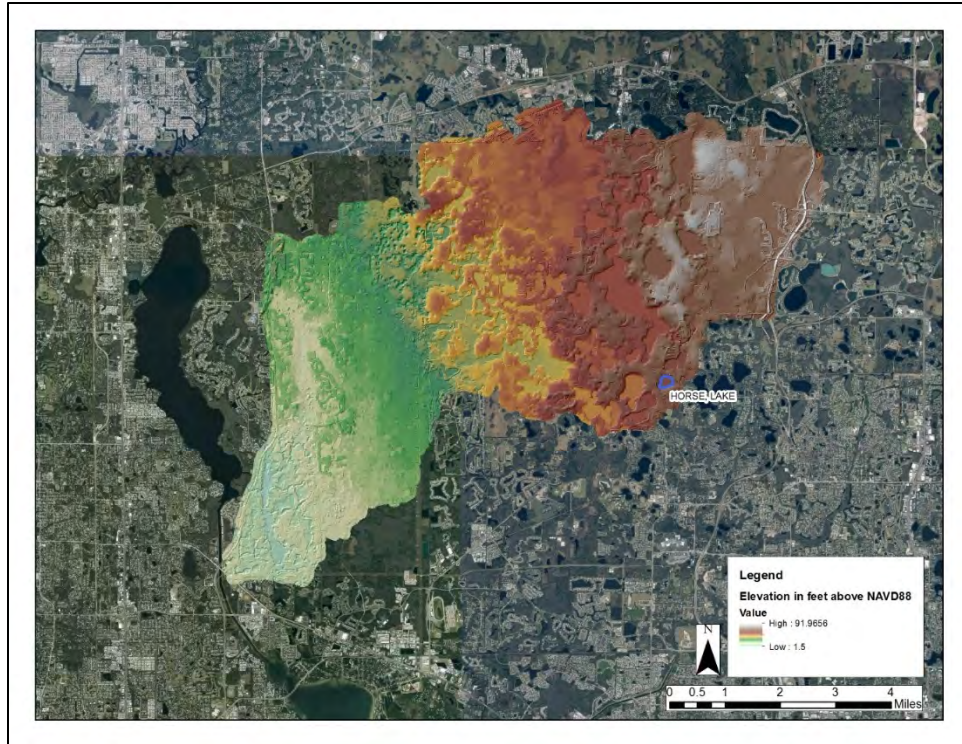 HORSE, LAKE
Legend
Elevation in feet above NAVD88
Value
High : 91.9656
Low : 1.5
N
0 0.5 1 2 3 4
Miles